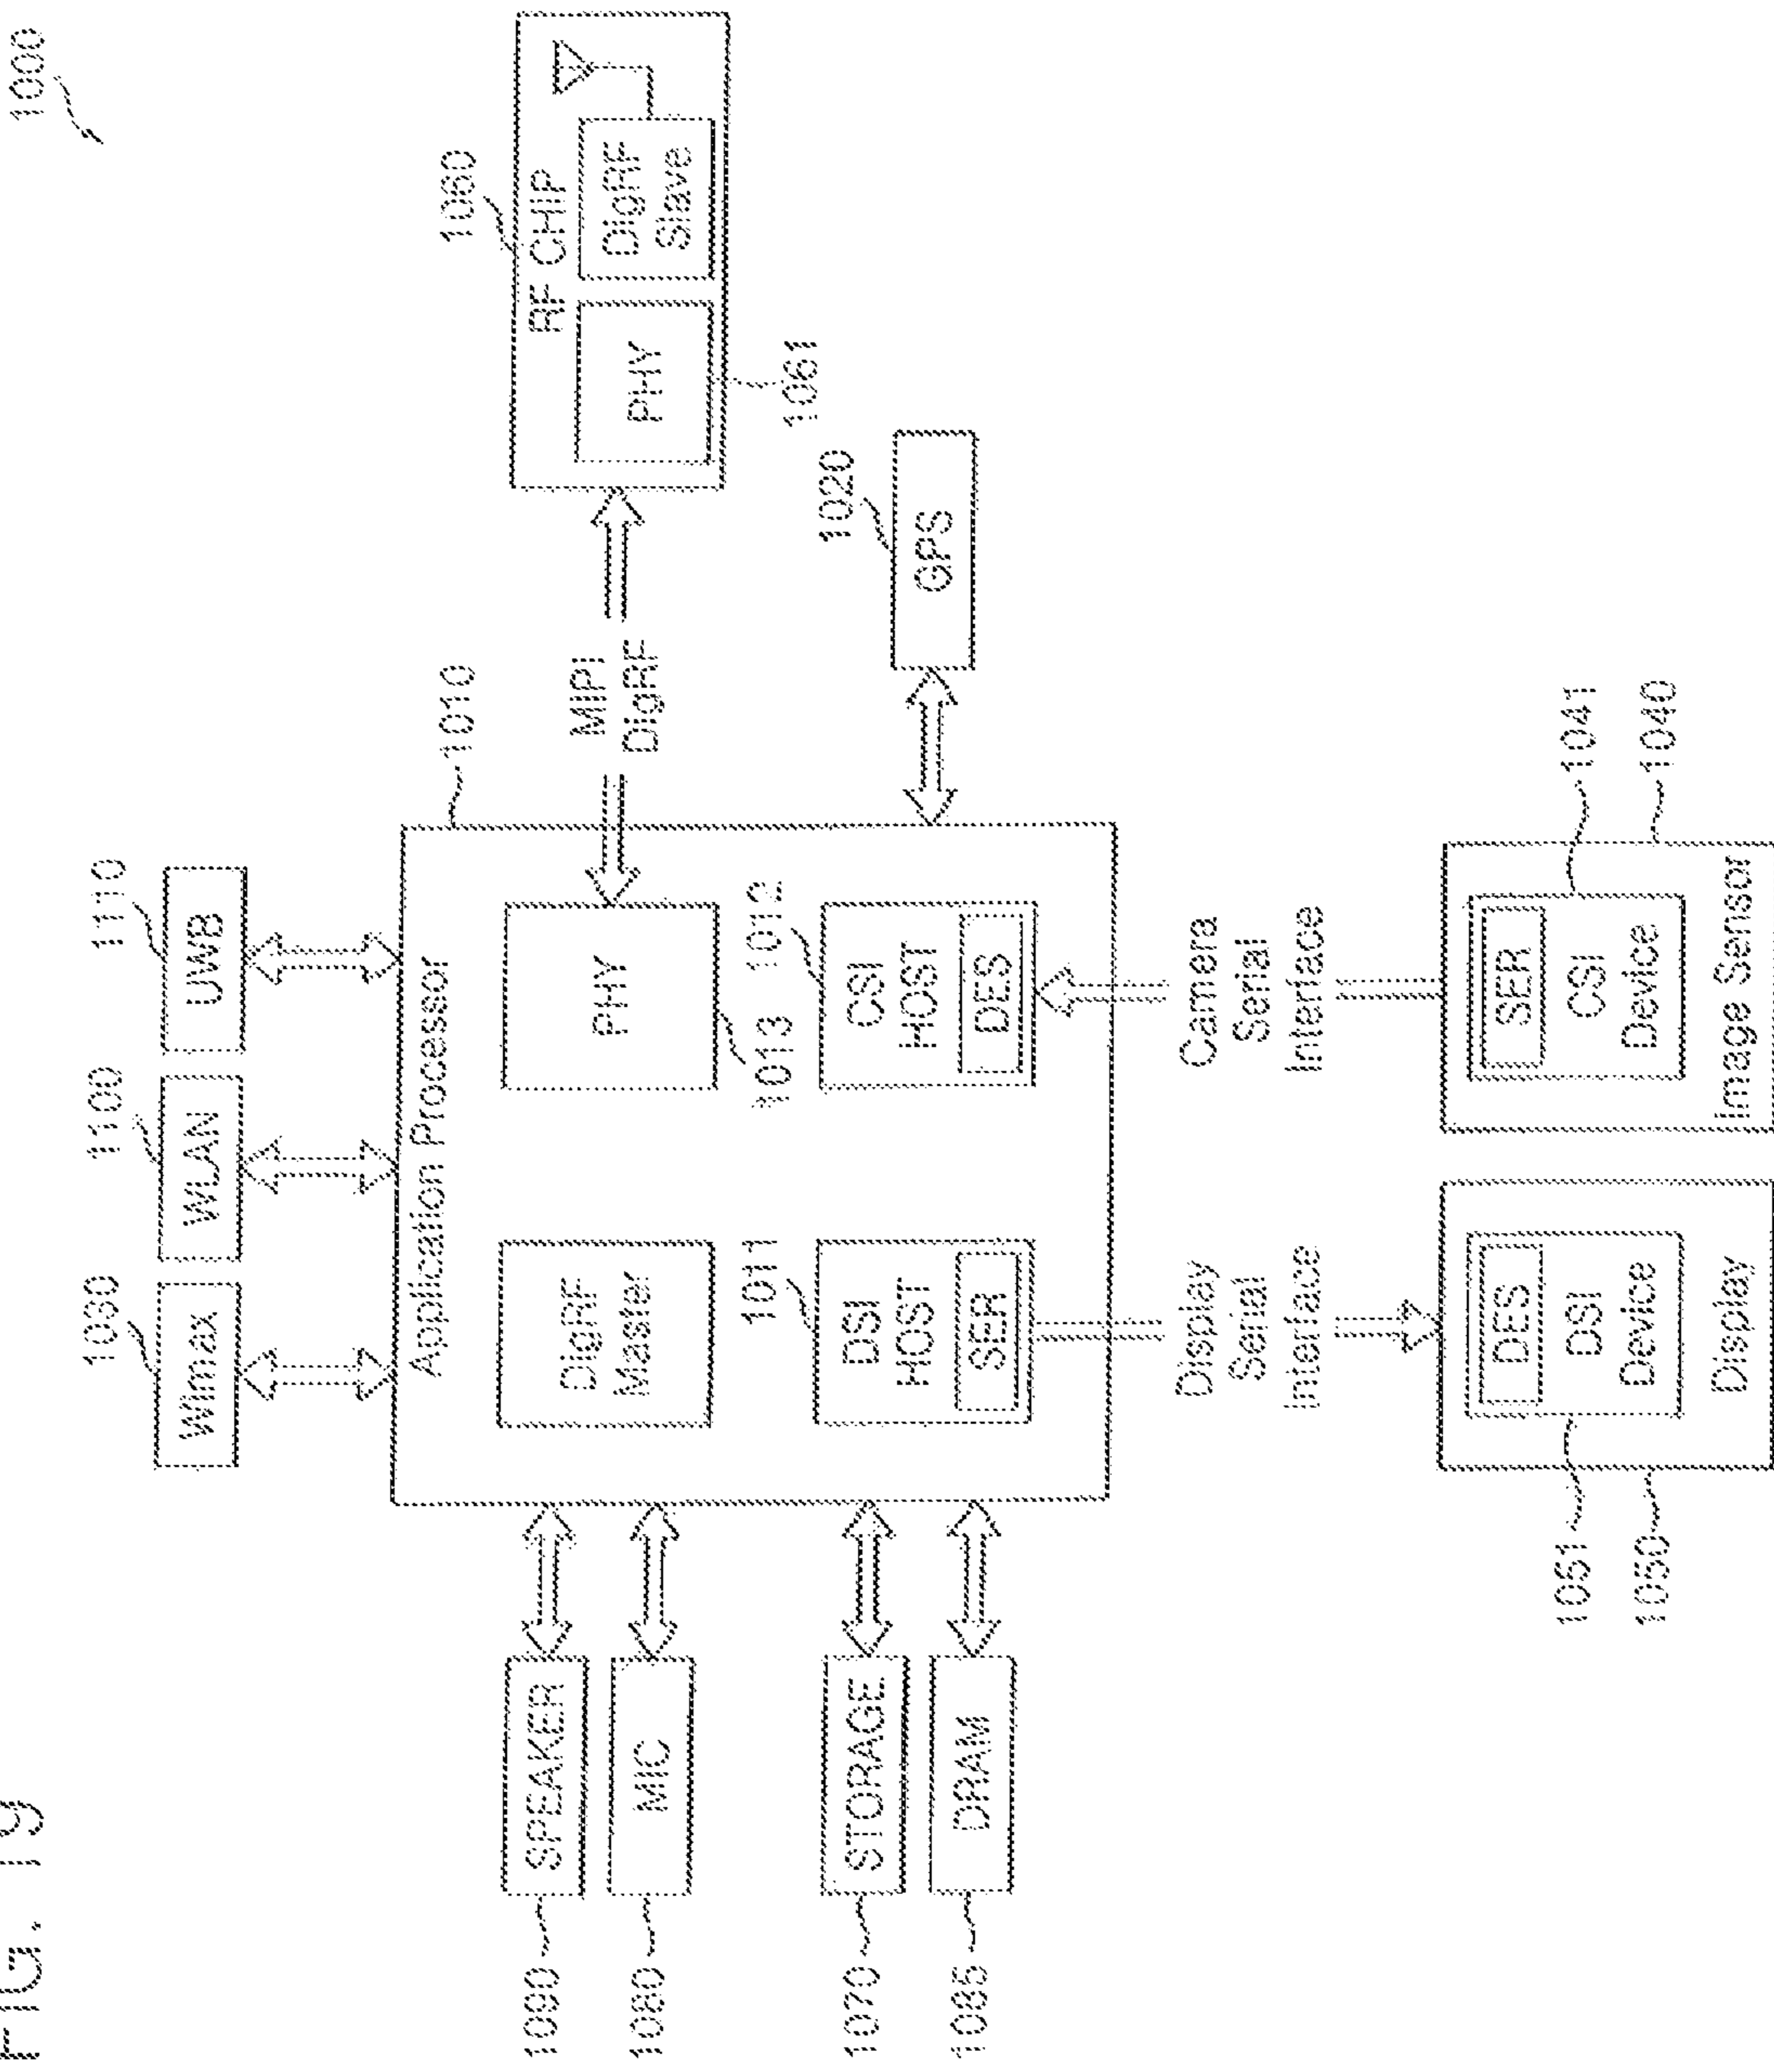 FIG. 19
1000
1030
1100
1110
Wimax
WLAN
UWB
1010
Application Processor
1090
SPEAKER
1080
MIC
DigRF
Master
PHY
1013
MIPI
DigRF
1060
RF CHIP
PHY
DigRF
Slave
1061
1070
STORAGE
1085
DRAM
1011
DSI
HOST
SER
1012
CSI
HOST
DES
1020
GPS
Display
Serial
Interface
Camera
Serial
Interface
1051
1050
DES
DSI
Device
Display
SER
CSI
Device
Image Sensor
1041
1040